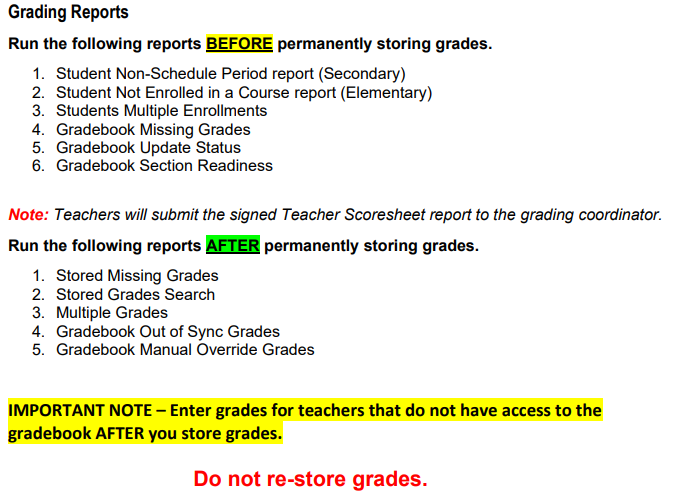 Grading Reports
Run the following reports BEFORE permanently storing grades.
1. Student Non-Schedule Period report (Secondary)
2. Student Not Enrolled in a Course report (Elementary)
3. Students Multiple Enrollments
4. Gradebook Missing Grades
5. Gradebook Update Status
6. Gradebook Section Readiness
Note: Teachers will submit the signed Teacher Scoresheet report to the grading coordinator.
Run the following reports AFTER permanently storing grades.
1. Stored Missing Grades
2. Stored Grades Search
3. Multiple Grades
4. Gradebook Out of Sync Grades
5. Gradebook Manual Override Grades
IMPORTANT NOTE – Enter grades for teachers that do not have access to the
gradebook AFTER you store grades.
Do not re-store grades.